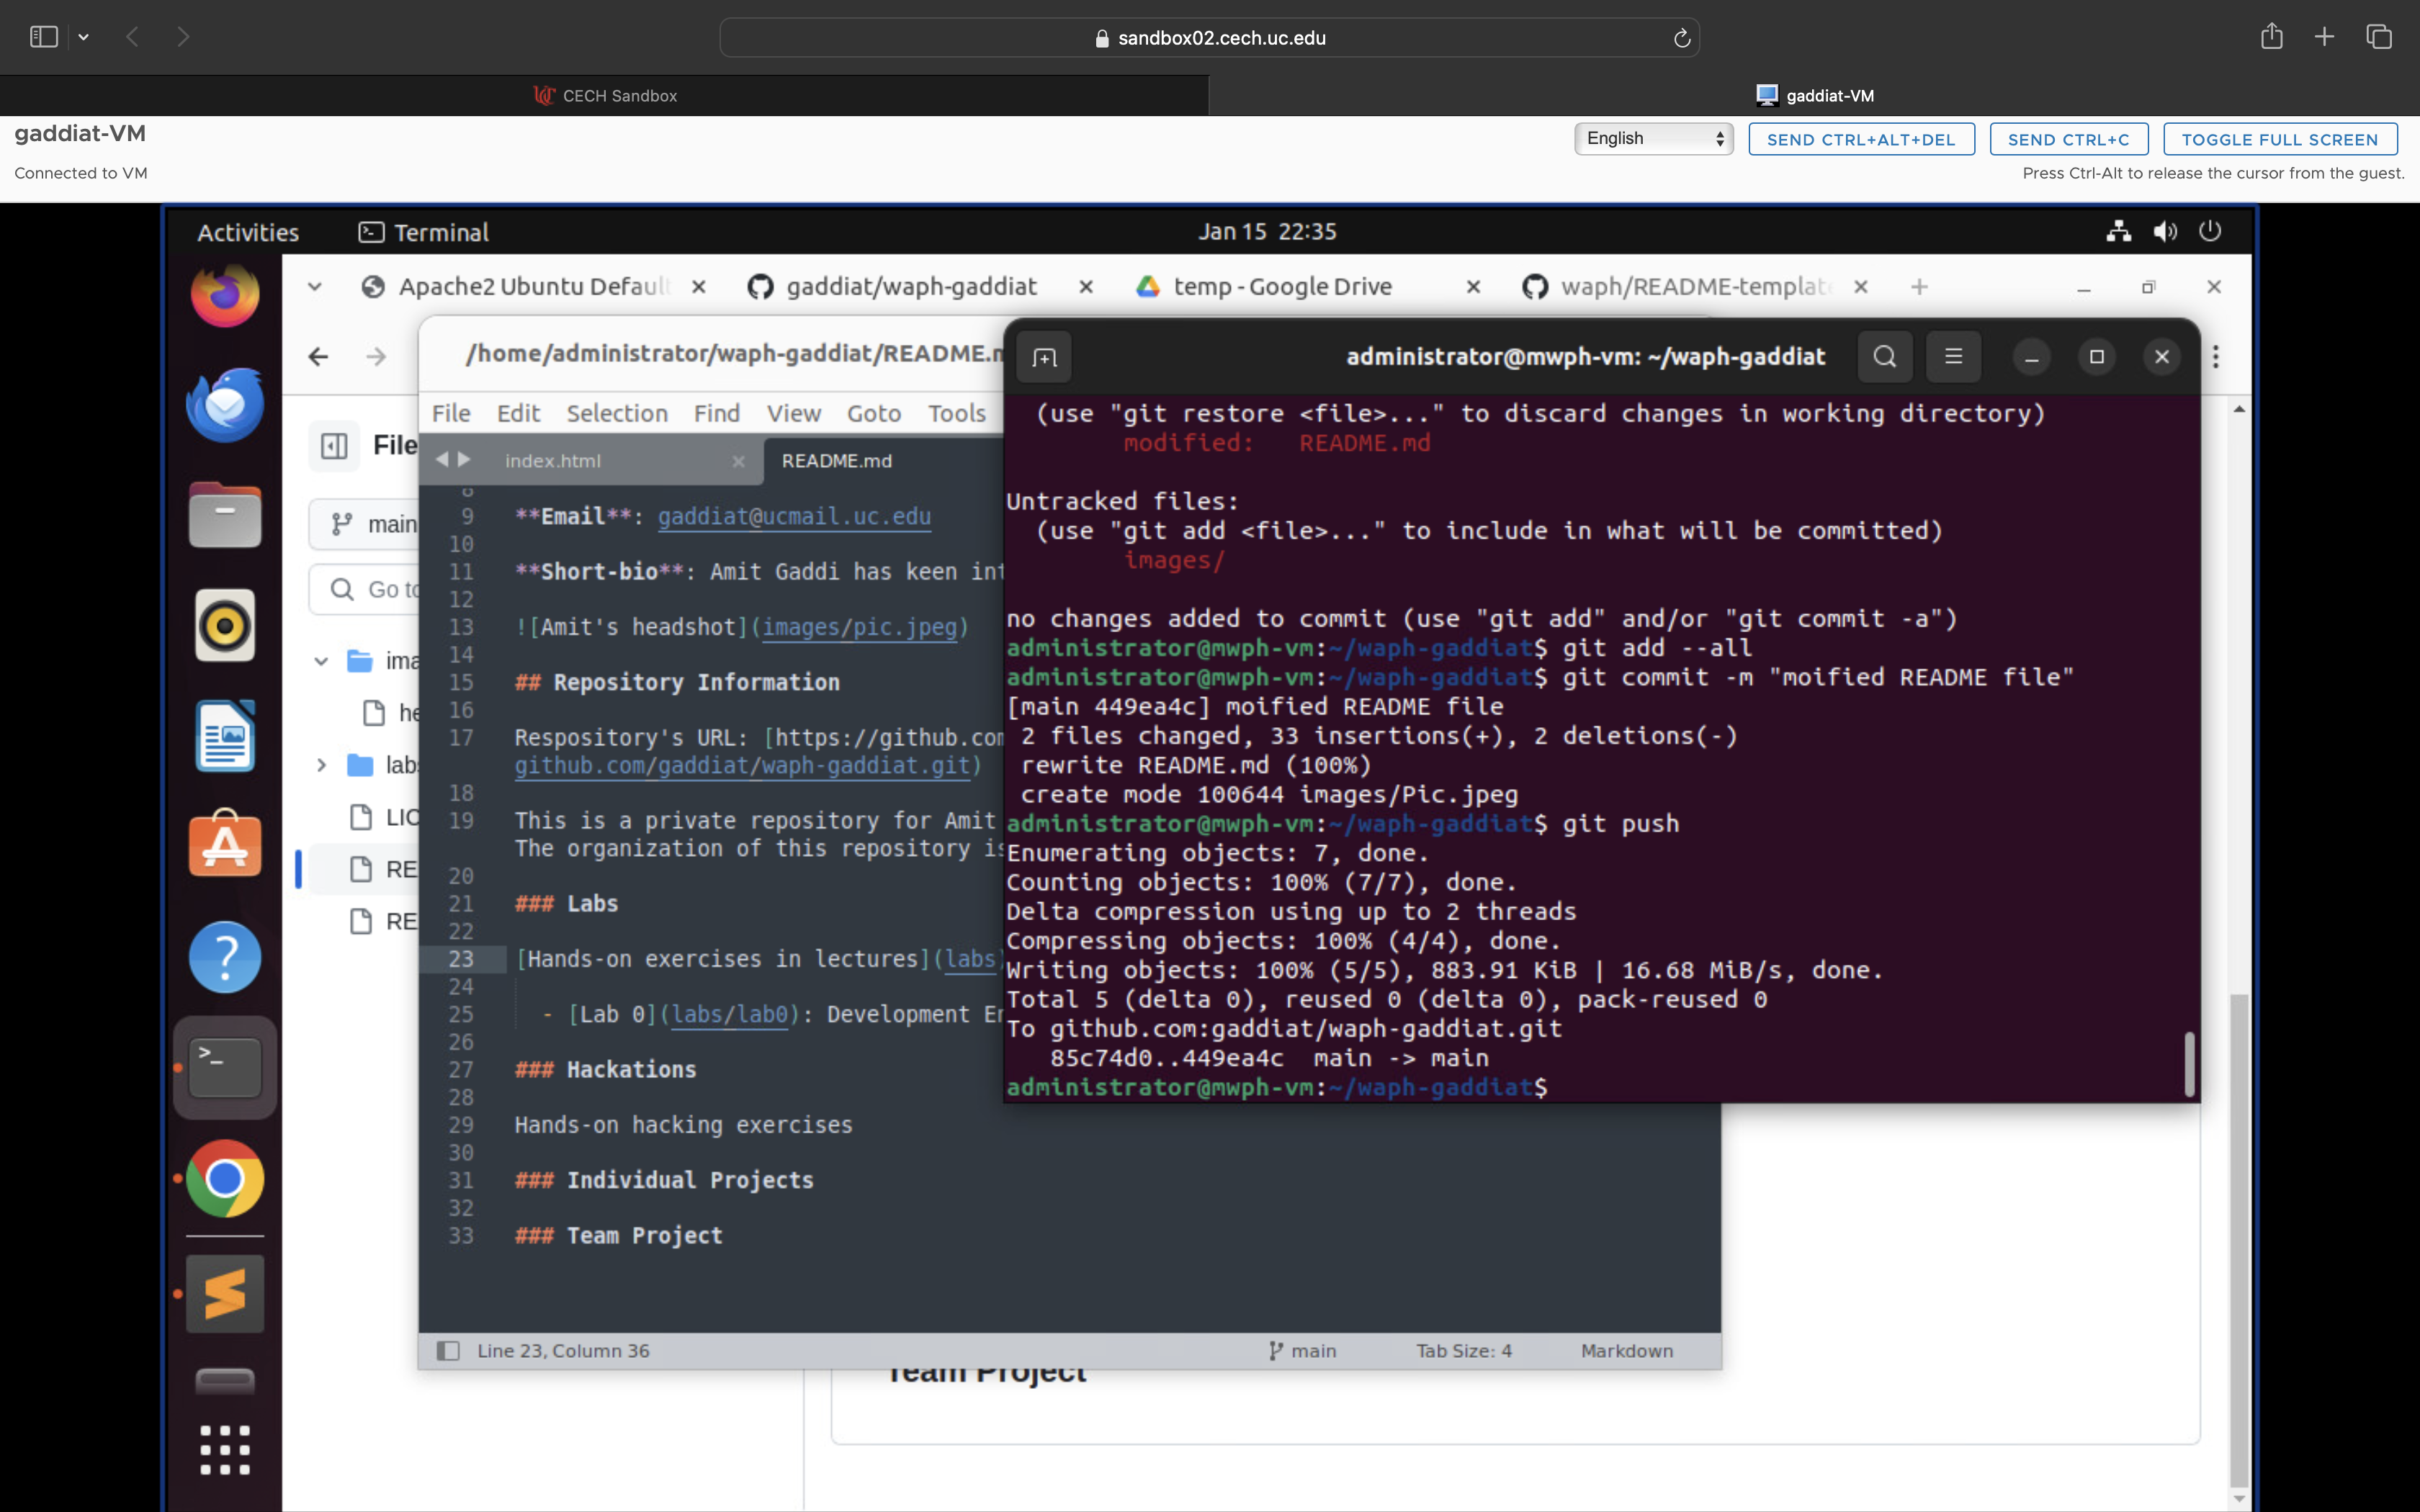 sandbox02.cech.uc.edu
CECH Sandbox
gaddiat-VM
gaddiat-VM
English
SEND CTRL+ALT+DEL
SEND CTRL+C
TOGGLE FULL SCREEN
Connected to VM
Press Ctrl-Alt to release the cursor from the guest.
Activities
Terminal
Jan 15 22:35
Apache2 Ubuntu Default
gaddiat/waph-gaddiat
temp - Google Drive
waph/README-template
/home/administrator/waph-gaddiat/README.m
File Edit Selection Find View Goto Tools
File
main
Go to
ima
he
lab
LIC
RE
RE
index.html
README.md
8
9 **Email**: gaddiat@ucmail.uc.edu
10
11 **Short-bio**: Amit Gaddi has keen int
12
13 ![Amit's headshot](images/pic.jpeg)
14
15 ## Repository Information
16
17 Respository's URL: [https://github.com
github.com/gaddiat/waph-gaddiat.git)
18
19 This is a private repository for Amit
The organization of this repository is
20
21 ### Labs
22
23 [Hands-on exercises in lectures](labs)
24
25 - [Lab 0](labs/lab0): Development En
26
27 ### Hackations
28
29 Hands-on hacking exercises
30
31 ### Individual Projects
32
33 ### Team Project
Line 23, Column 36
main
Tab Size: 4
Markdown
administrator@mwph-vm: ~/waph-gaddiat
(use "git restore <file>..." to discard changes in working directory)
modified: README.md
Untracked files:
(use "git add <file>..." to include in what will be committed)
images/
no changes added to commit (use "git add" and/or "git commit -a")
administrator@mwph-vm:~/waph-gaddiat$ git add --all
administrator@mwph-vm:~/waph-gaddiat$ git commit -m "moified README file"
[main 449ea4c] moified README file
2 files changed, 33 insertions(+), 2 deletions(-)
rewrite README.md (100%)
create mode 100644 images/Pic.jpeg
administrator@mwph-vm:~/waph-gaddiat$ git push
Enumerating objects: 7, done.
Counting objects: 100% (7/7), done.
Delta compression using up to 2 threads
Compressing objects: 100% (4/4), done.
Writing objects: 100% (5/5), 883.91 KiB | 16.68 MiB/s, done.
Total 5 (delta 0), reused 0 (delta 0), pack-reused 0
To github.com:gaddiat/waph-gaddiat.git
85c74d0..449ea4c main -> main
administrator@mwph-vm:~/waph-gaddiat$
Team Project